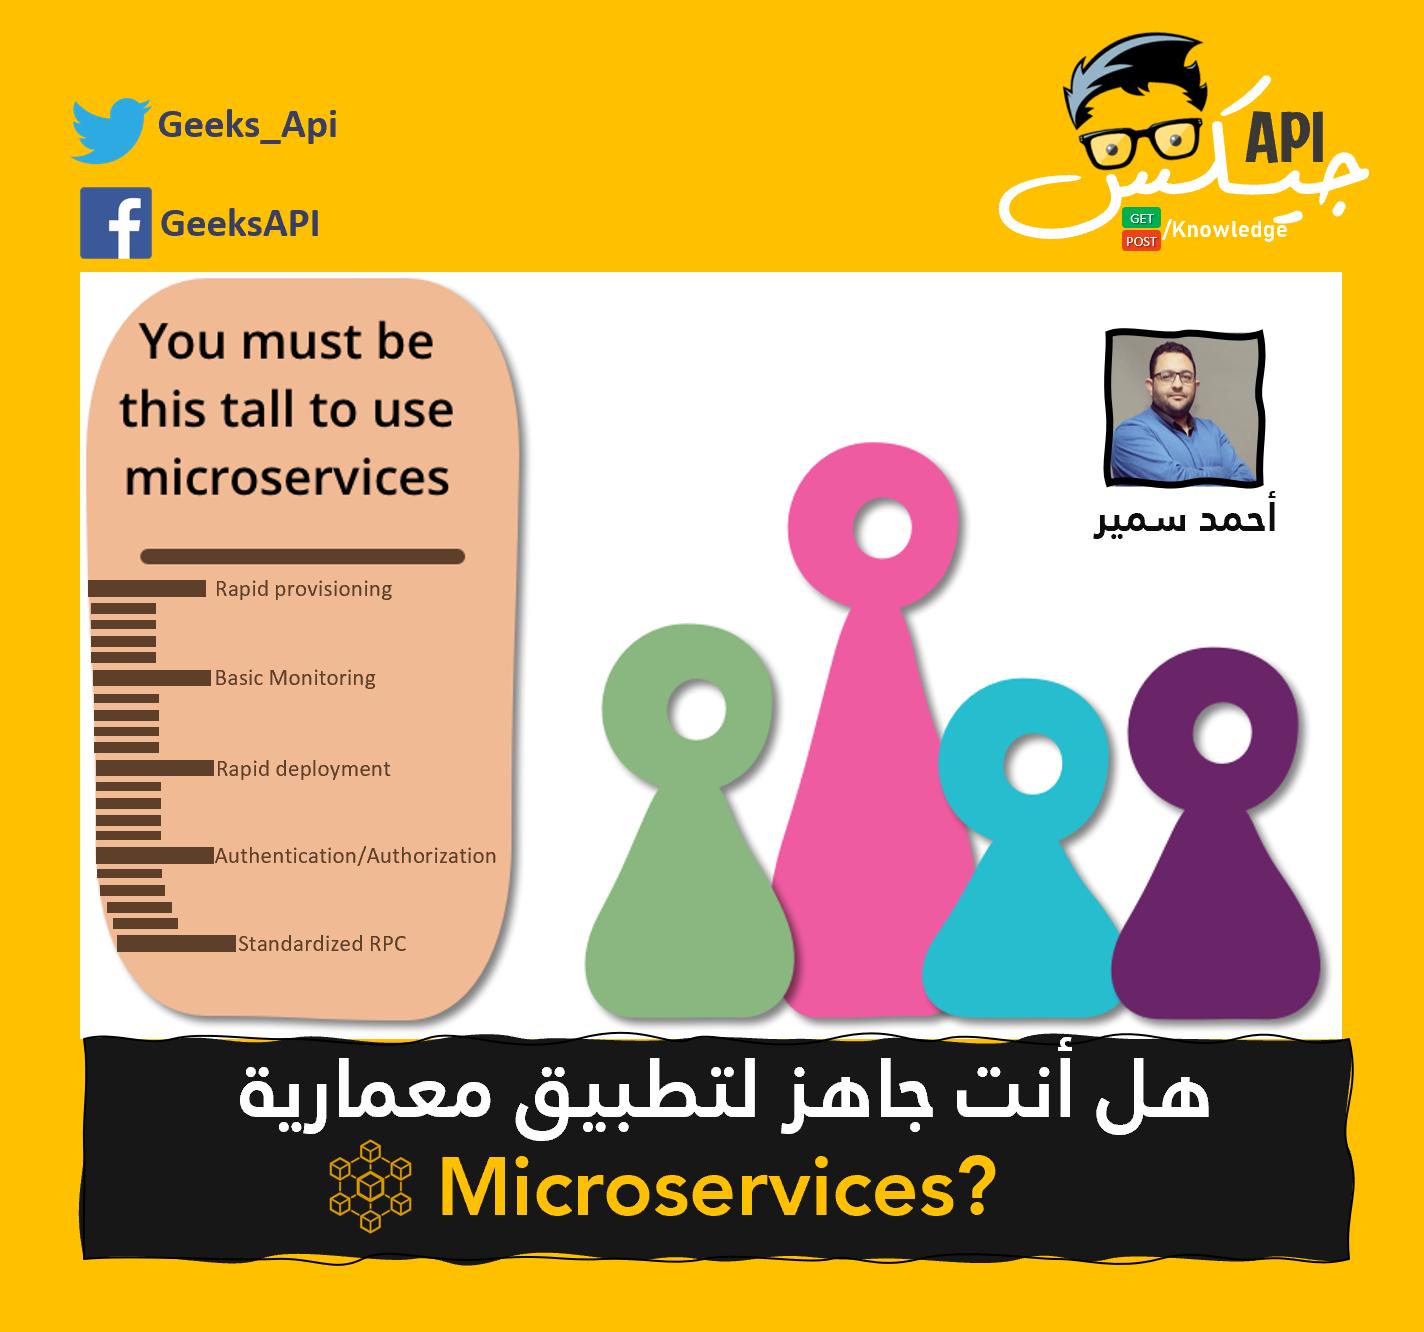 Geeks_Api
GeeksAPI
جيكس API
GET
POST
/Knowledge
You must be
this tall to use
microservices
Rapid provisioning
Basic Monitoring
Rapid deployment
Authentication/Authorization
Standardized RPC
أحمد سمير
هل أنت جاهز لتطبيق معمارية
Microservices?